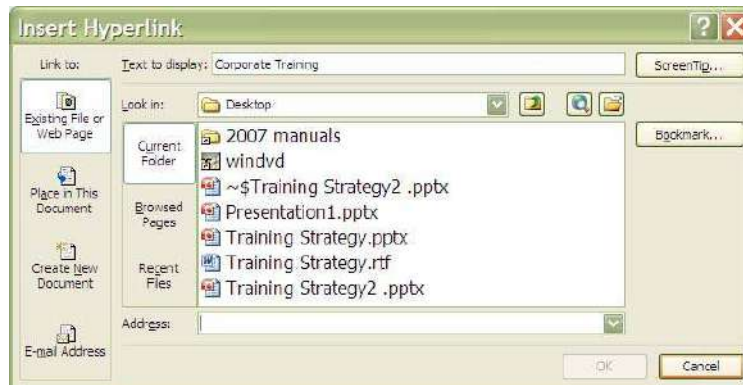 Insert Hyperlink
Link to:
Text to display: Corporate Training
ScreenTip...
Existing File or
Web Page
Look in:
Desktop
Bookmark...
Current
Folder
2007 manuals
windvd
~$Training Strategy2 .pptx
Presentation1.pptx
Training Strategy.pptx
Training Strategy.rtf
Training Strategy2 .pptx
Place in This
Document
Browsed
Pages
Create New
Document
Recent
Files
E-mail Address
Address:
OK
Cancel